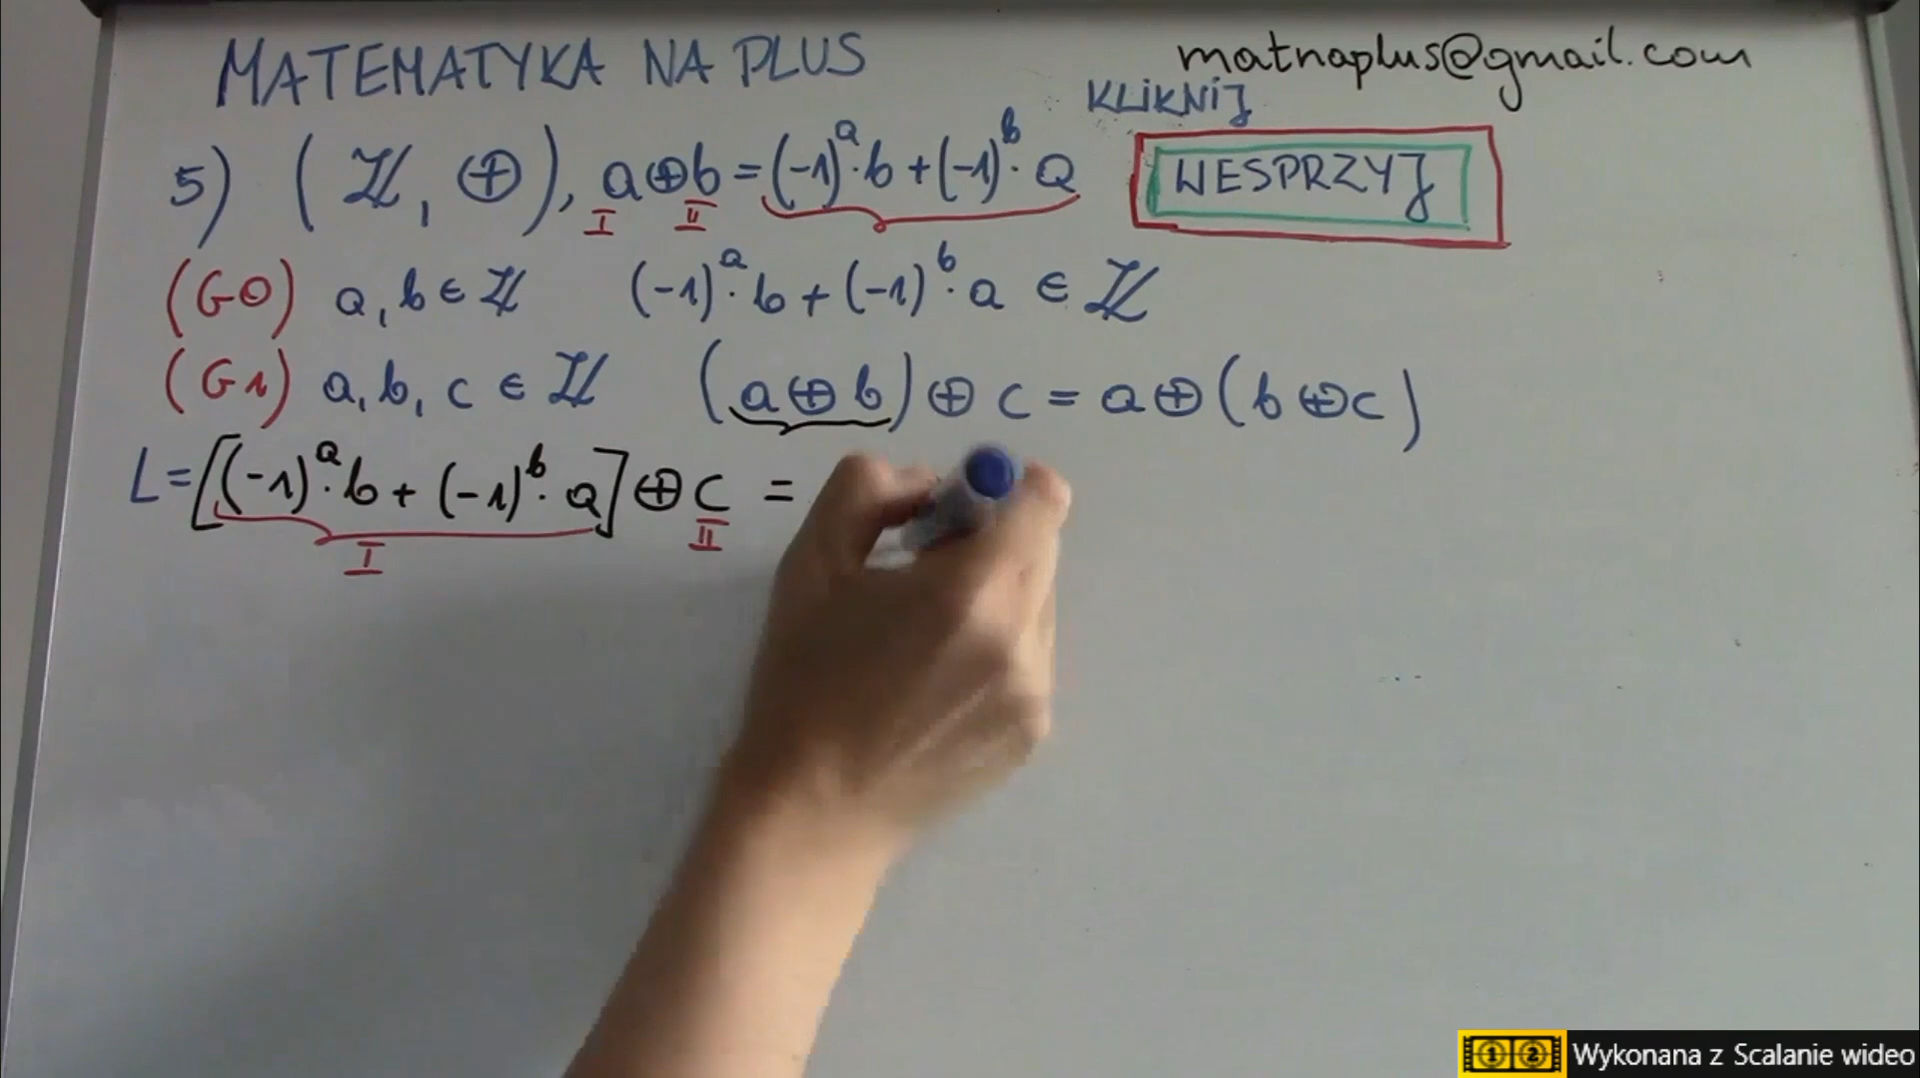 MATEMATYKA NA PLUS
matnaplus@gmail.com
KLIKNIJ
WESPRZYJ
5) (ℤ, ⊕), a⊕b = (-1)^a · b + (-1)^b · a
I II
(G0) a, b ∈ ℤ (-1)^a · b + (-1)^b · a ∈ ℤ
(G1) a, b, c ∈ ℤ (a ⊕ b) ⊕ c = a ⊕ (b ⊕ c)
L = [(-1)^a · b + (-1)^b · a] ⊕ c =
I II
Wykonana z Scalanie wideo